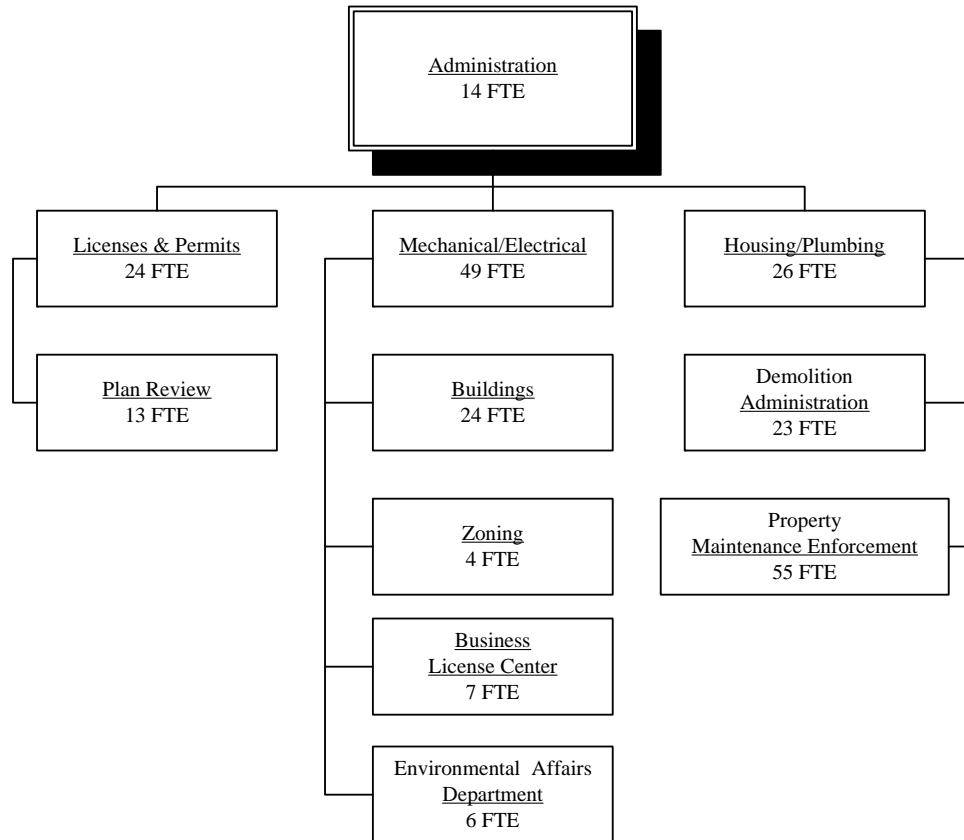 Administration
14 FTE
Licenses & Permits
24 FTE
Mechanical/Electrical
49 FTE
Housing/Plumbing
26 FTE
Plan Review
13 FTE
Buildings
24 FTE
Demolition
Administration
23 FTE
Zoning
4 FTE
Property
Maintenance Enforcement
55 FTE
Business
License Center
7 FTE
Environmental Affairs
Department
6 FTE